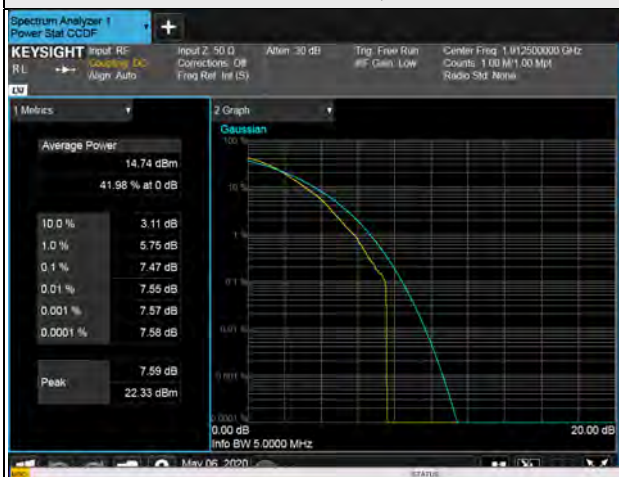 Spectrum Analyzer 1
Power Stat CCDF
+
KEYSIGHT Input: RF Input Z: 50 Ω Atten: 30 dB Trig: Free Run Center Freq: 1.912500000 GHz
RL Coupling: DC Corrections: Off #IF Gain: Low Counts: 1.00 M/1.00 Mpt
Align: Auto Freq Ref: Int (S) Radio Std: None
LW
1 Metrics
2 Graph
Gaussian
Average Power
14.74 dBm
41.98 % at 0 dB
10.0 % 3.11 dB
1.0 % 5.75 dB
0.1 % 7.47 dB
0.01 % 7.55 dB
0.001 % 7.57 dB
0.0001 % 7.58 dB
Peak 7.59 dB
22.33 dBm
100 %
10 %
1 %
0.1 %
0.01 %
0.001 %
0.0001 %
0.00 dB 20.00 dB
Info BW 5.0000 MHz
May 06, 2020
MSG STATUS